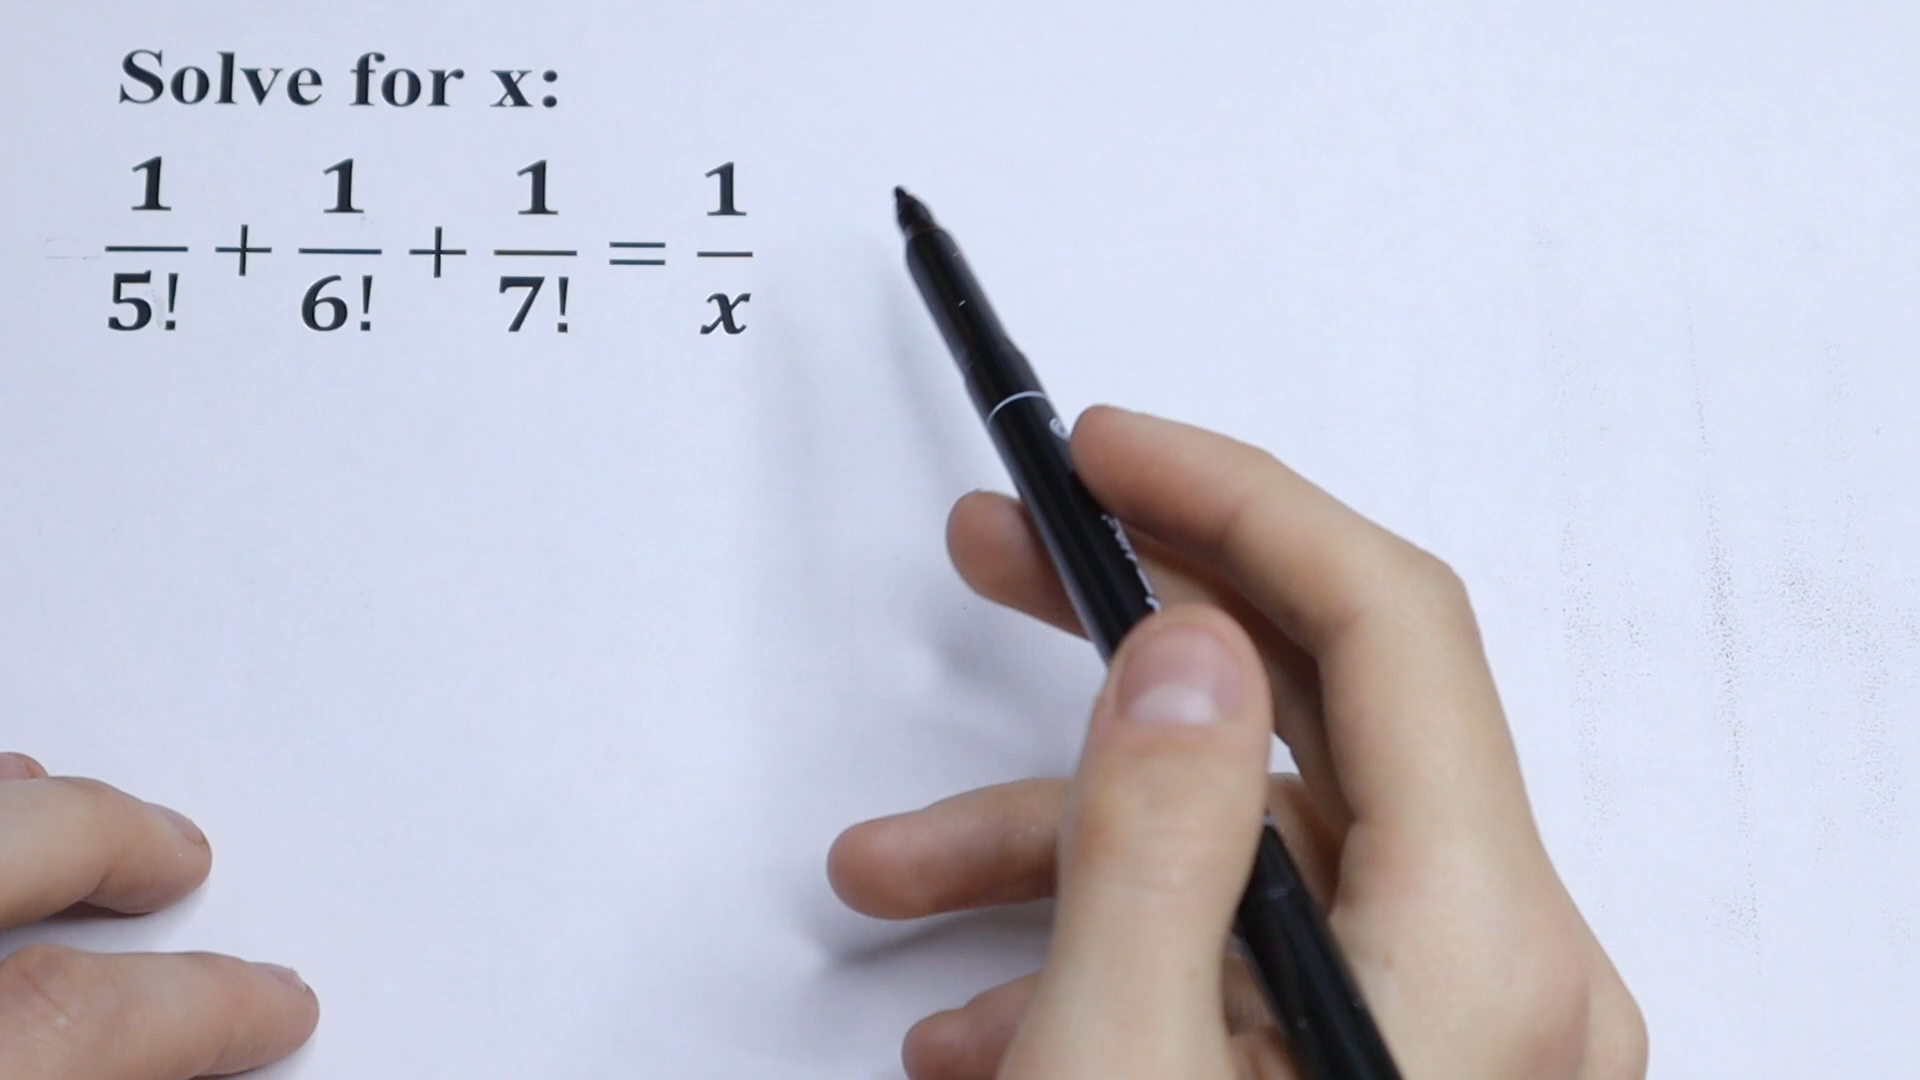 Solve for x:
1/5! + 1/6! + 1/7! = 1/x